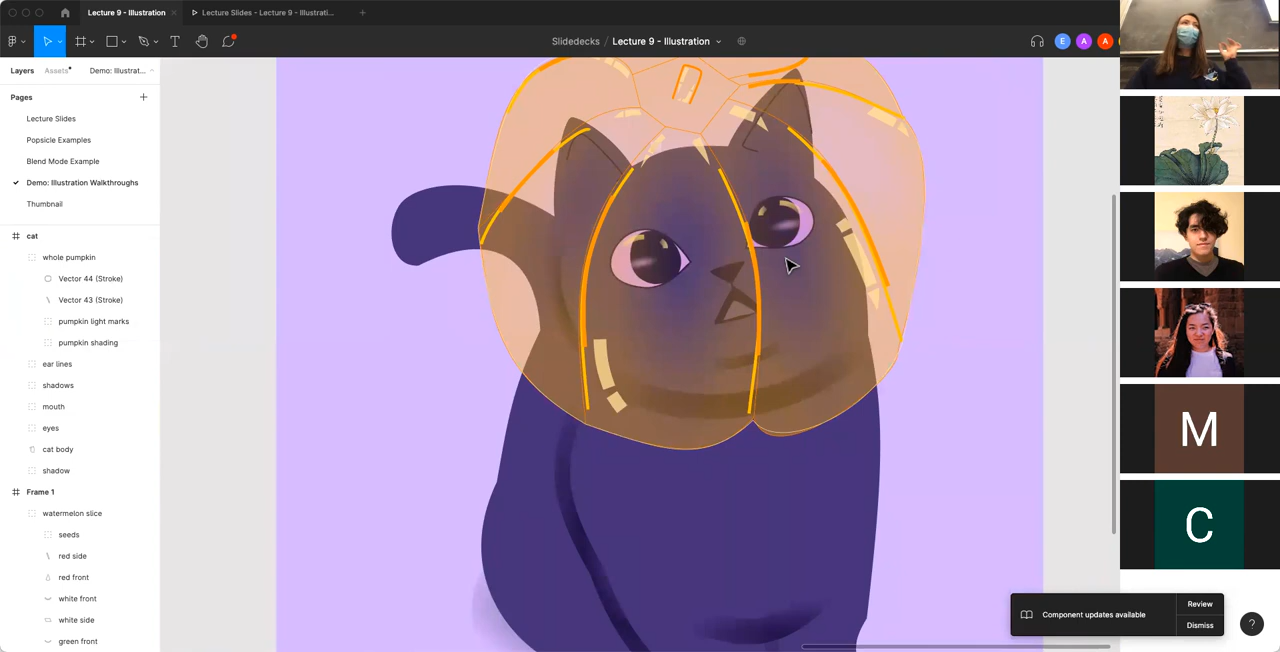 Lecture 9 - Illustration
Lecture Slides - Lecture 9 - Illustrati...
Slidedecks / Lecture 9 - Illustration
E A A
Layers Assets Demo: Illustrat...
Pages
Lecture Slides
Popsicle Examples
Blend Mode Example
Demo: Illustration Walkthroughs
Thumbnail
cat
whole pumpkin
Vector 44 (Stroke)
Vector 43 (Stroke)
pumpkin light marks
pumpkin shading
ear lines
shadows
mouth
eyes
cat body
shadow
Frame 1
watermelon slice
seeds
red side
red front
white front
white side
green front
M
C
Component updates available
Review
Dismiss
?